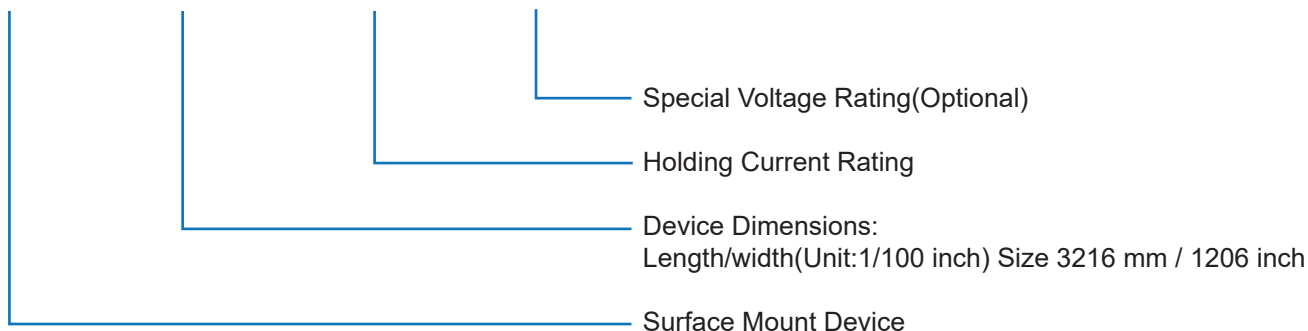 Special Voltage Rating(Optional)
Holding Current Rating
Device Dimensions:
Length/width(Unit:1/100 inch) Size 3216 mm / 1206 inch
Surface Mount Device